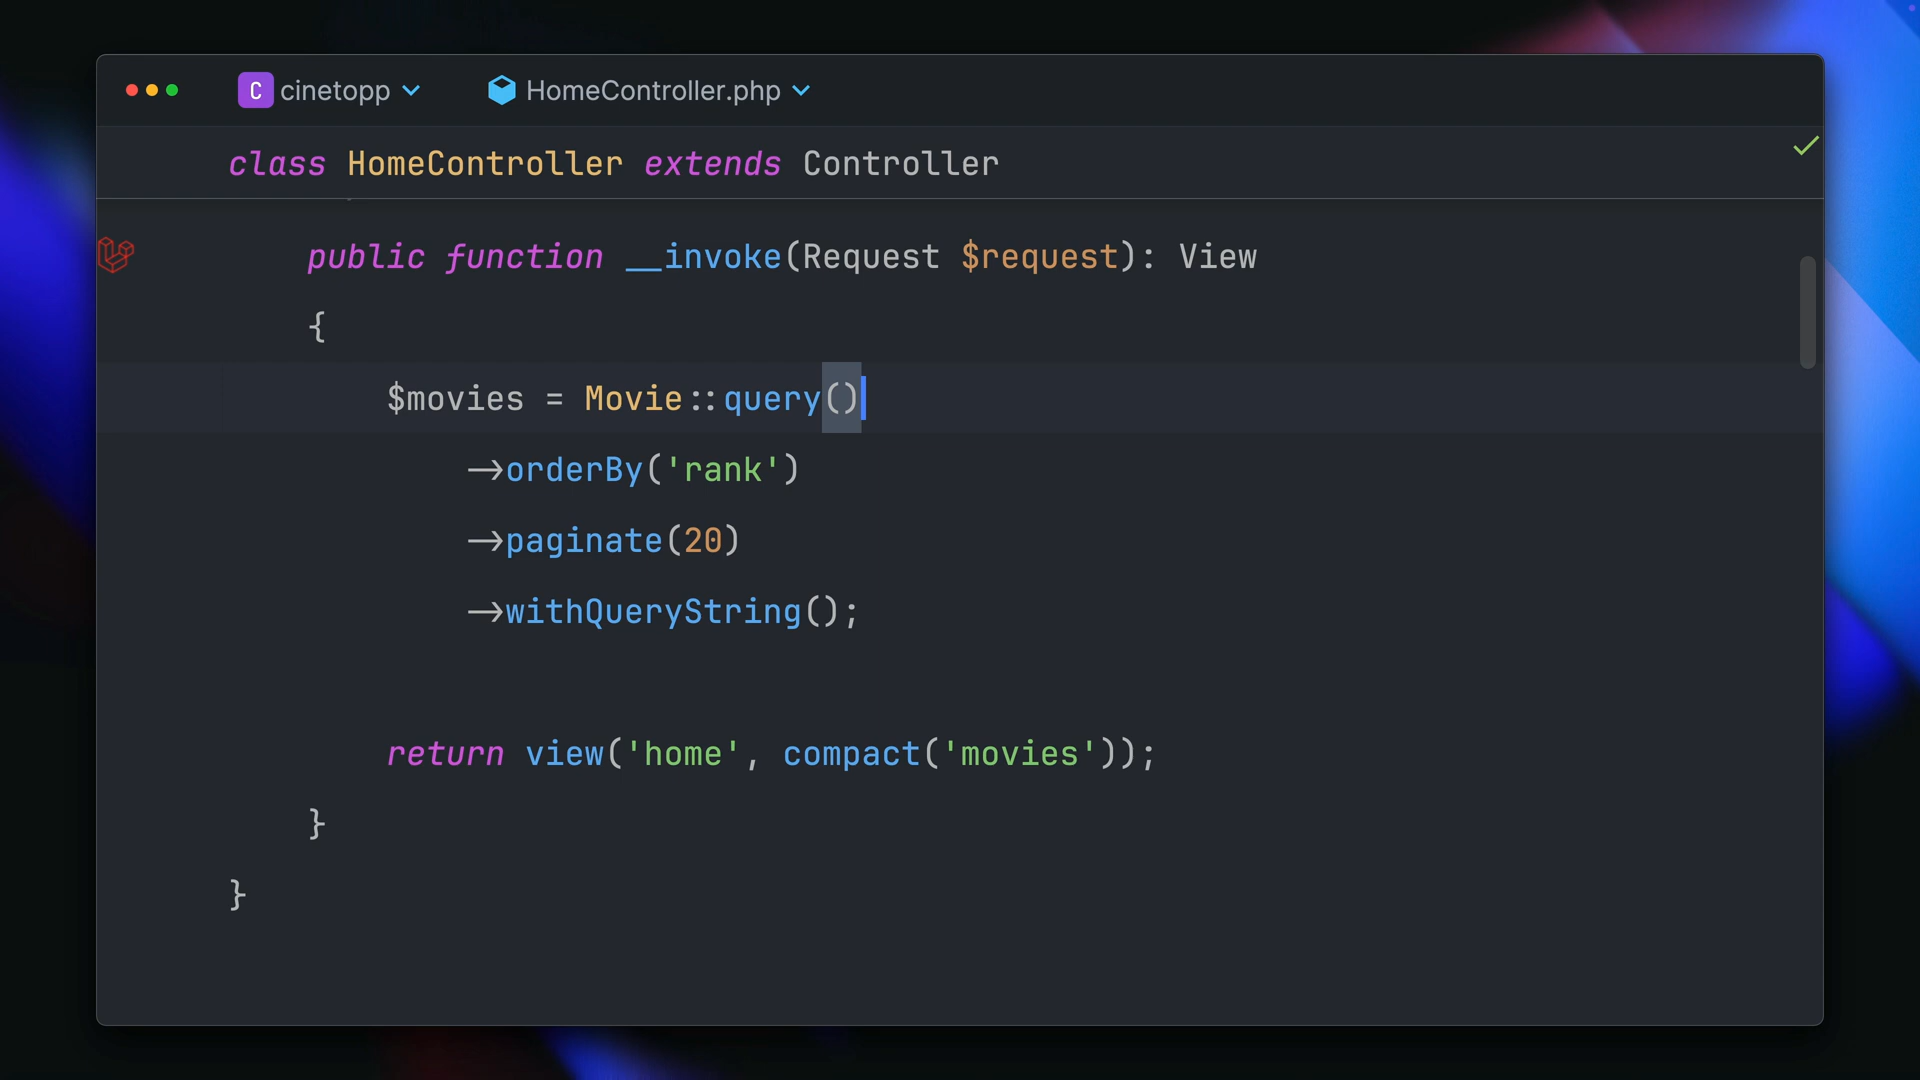 C cinetopp HomeController.php
class HomeController extends Controller
public function __invoke(Request $request): View
{
$movies = Movie::query()
->orderBy('rank')
->paginate(20)
->withQueryString();
return view('home', compact('movies'));
}
}